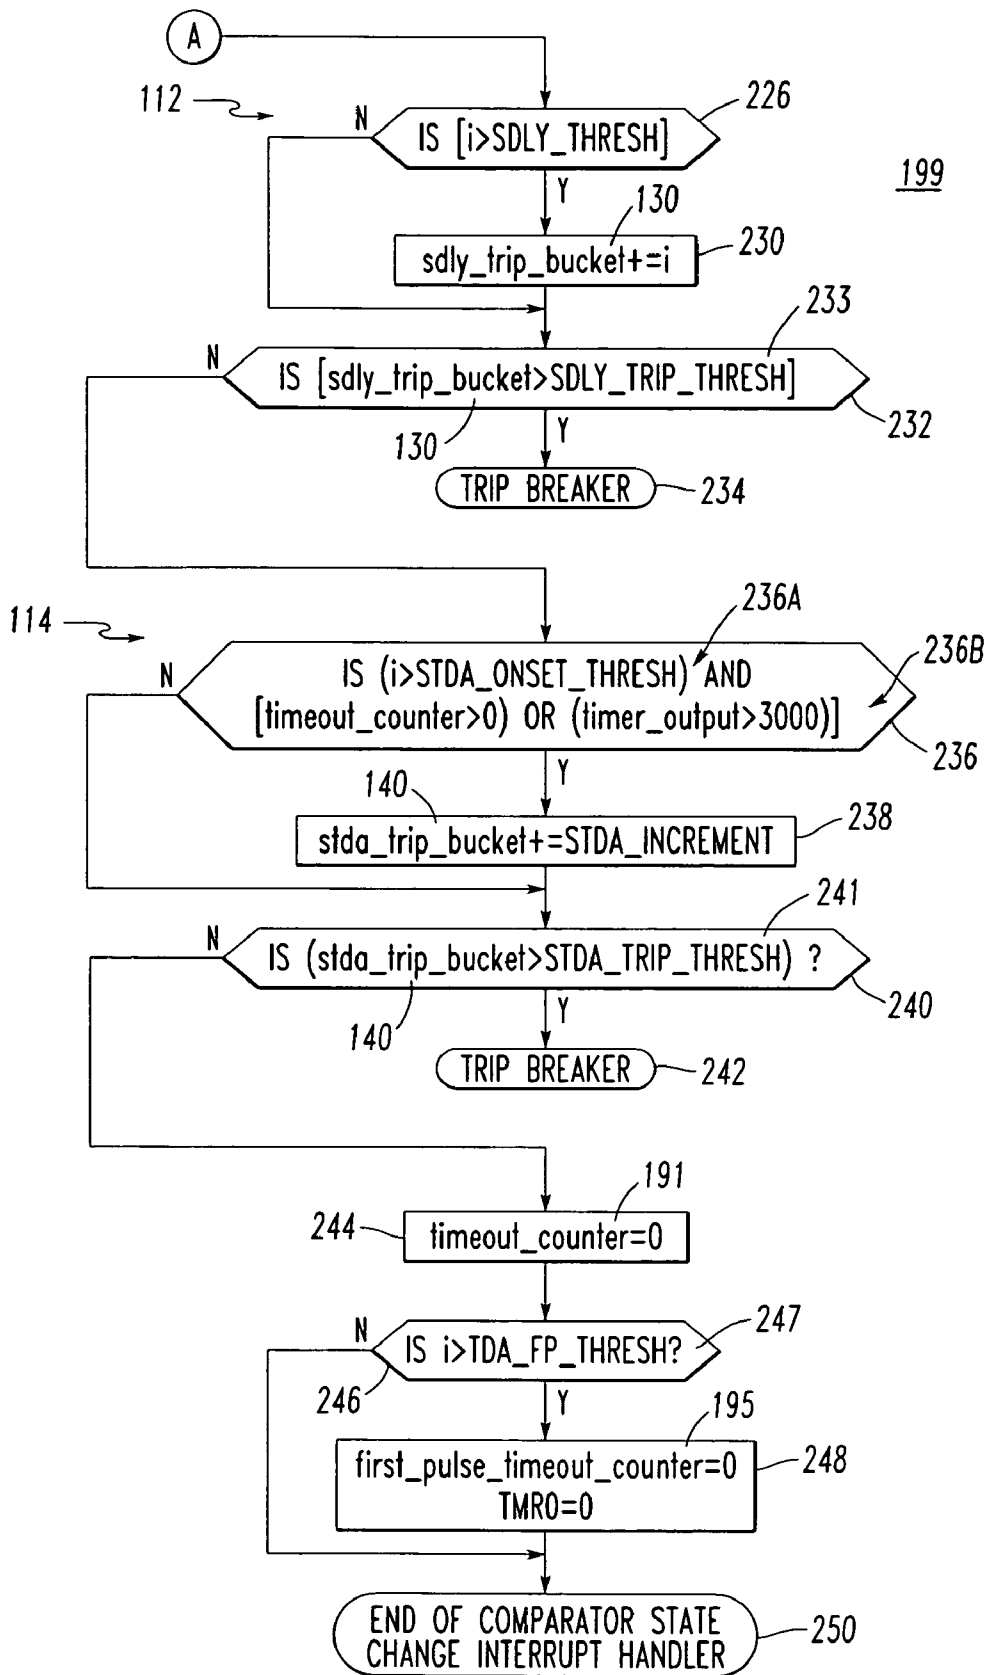 A
112
N
226
IS [i>SDLY_THRESH]
199
Y
130
sdly_trip_bucket+=i
230
233
N
IS [sdly_trip_bucket>SDLY_TRIP_THRESH]
130
Y
232
TRIP BREAKER
234
114
236A
236B
N
IS (i>STDA_ONSET_THRESH) AND
[timeout_counter>0) OR (timer_output>3000)]
236
Y
140
stda_trip_bucket+=STDA_INCREMENT
238
241
N
IS (stda_trip_bucket>STDA_TRIP_THRESH) ?
140
Y
240
TRIP BREAKER
242
191
244
timeout_counter=0
N
247
IS i>TDA_FP_THRESH?
246
Y
195
first_pulse_timeout_counter=0
TMR0=0
248
END OF COMPARATOR STATE
CHANGE INTERRUPT HANDLER
250